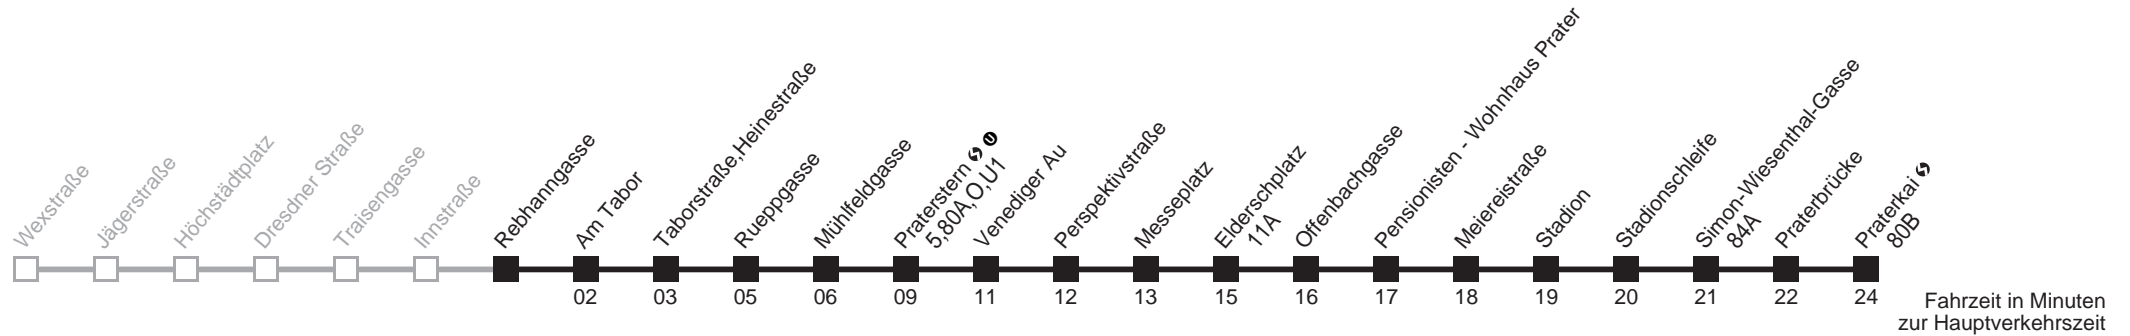 Wexstraße
Jägerstraße
Höchstädtplatz
Dresdner Straße
Traisengasse
Innstraße
Rebhanngasse
Am Tabor
Taborstraße,Heinestraße
Rueppgasse
Mühlfeldgasse
Praterstern S U
5,80A,O,U1
Venediger Au
Perspektivstraße
Messeplatz
Elderschplatz
11A
Offenbachgasse
Pensionisten - Wohnhaus Prater
Meiereistraße
Stadion
Stadionschleife
Simon-Wiesenthal-Gasse
84A
Praterbrücke
Praterkai S
80B
02 03 05 06 09 11 12 13 15 16 17 18 19 20 21 22 24
Fahrzeit in Minuten
zur Hauptverkehrszeit